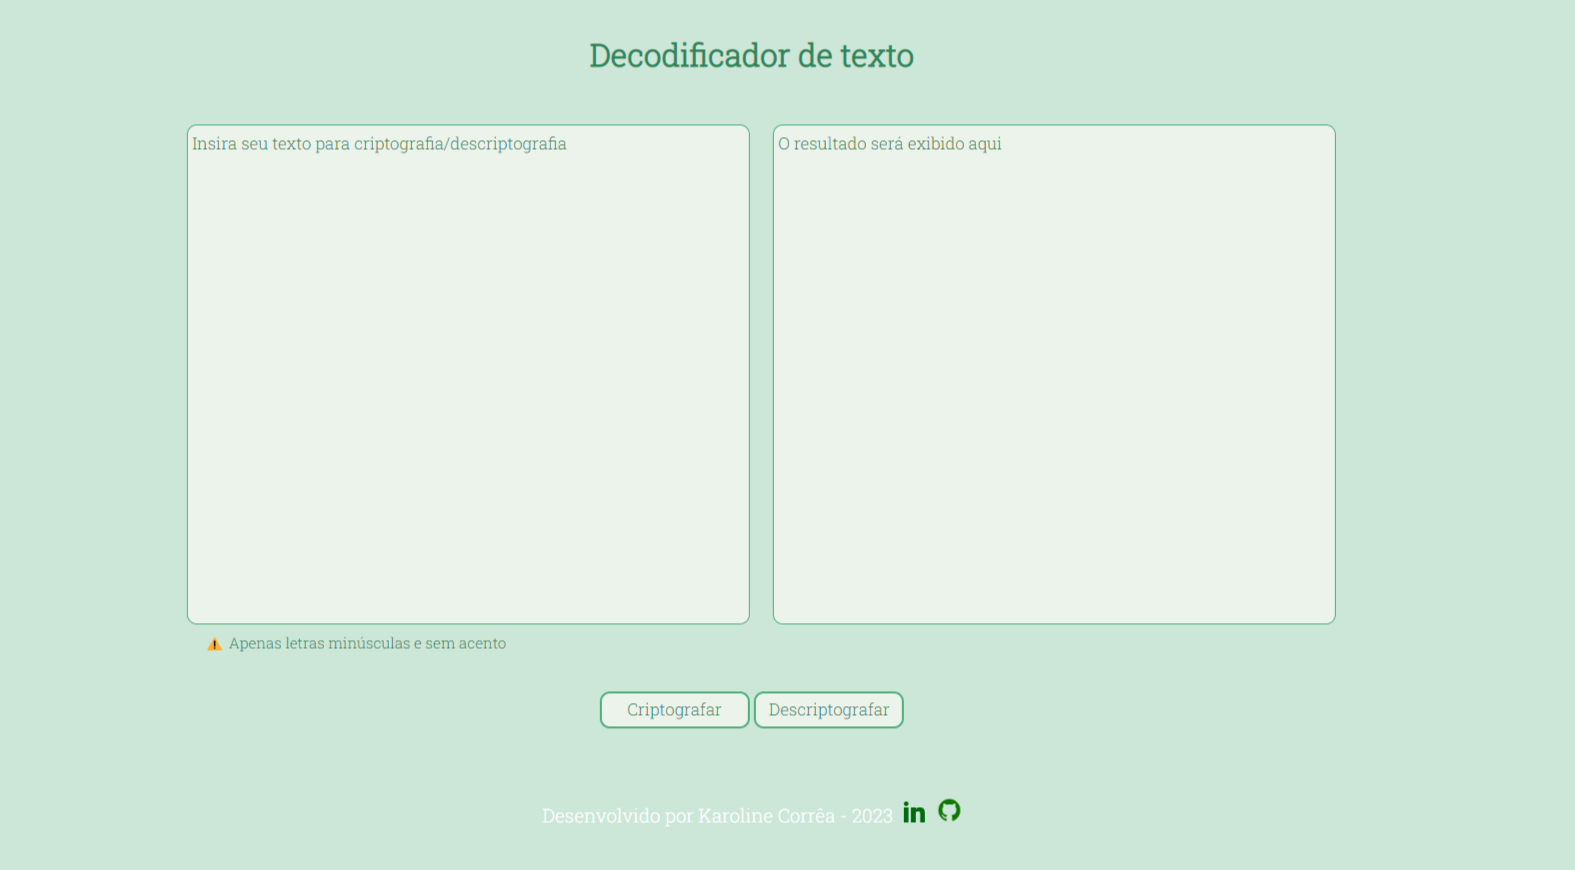 Decodificador de texto
Insira seu texto para criptografia/descriptografia
O resultado será exibido aqui
Apenas letras minúsculas e sem acento
Criptografar
Descriptografar
Desenvolvido por Karoline Corrêa - 2023 in